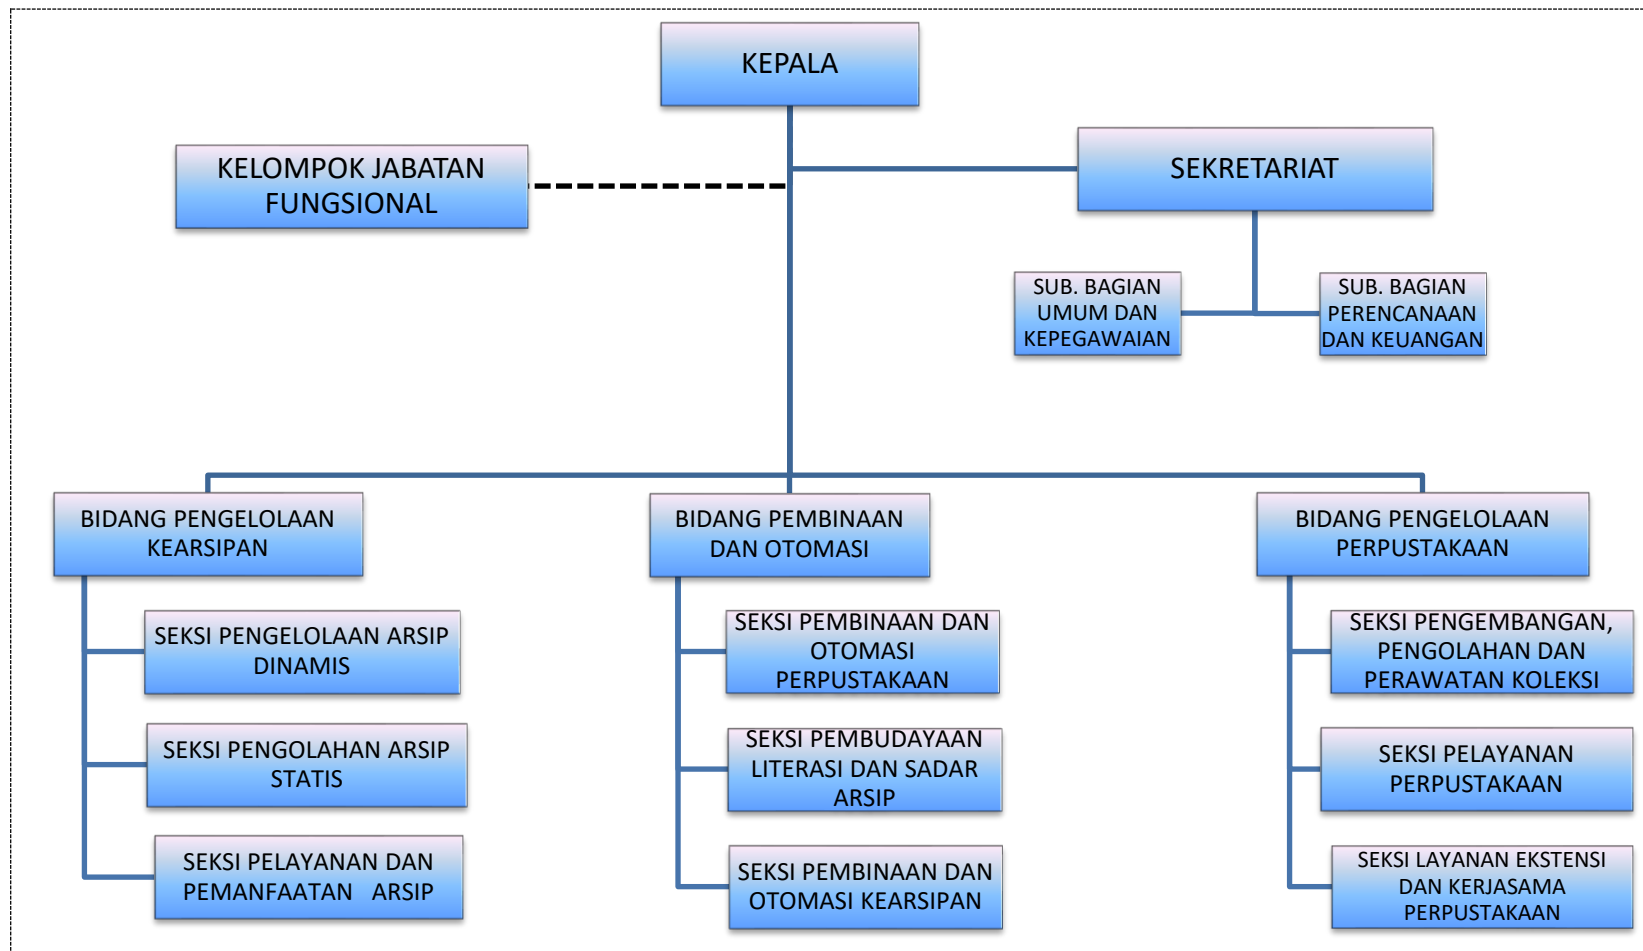 KEPALA
KELOMPOK JABATAN
FUNGSIONAL
SEKRETARIAT
SUB. BAGIAN
UMUM DAN
KEPEGAWAIAN
SUB. BAGIAN
PERENCANAAN
DAN KEUANGAN
BIDANG PENGELOLAAN
KEARSIPAN
SEKSI PENGELOLAAN ARSIP
DINAMIS
SEKSI PENGOLAHAN ARSIP
STATIS
SEKSI PELAYANAN DAN
PEMANFAATAN ARSIP
BIDANG PEMBINAAN
DAN OTOMASI
SEKSI PEMBINAAN DAN
OTOMASI
PERPUSTAKAAN
SEKSI PEMBUDAYAAN
LITERASI DAN SADAR
ARSIP
SEKSI PEMBINAAN DAN
OTOMASI KEARSIPAN
BIDANG PENGELOLAAN
PERPUSTAKAAN
SEKSI PENGEMBANGAN,
PENGOLAHAN DAN
PERAWATAN KOLEKSI
SEKSI PELAYANAN
PERPUSTAKAAN
SEKSI LAYANAN EKSTENSI
DAN KERJASAMA
PERPUSTAKAAN